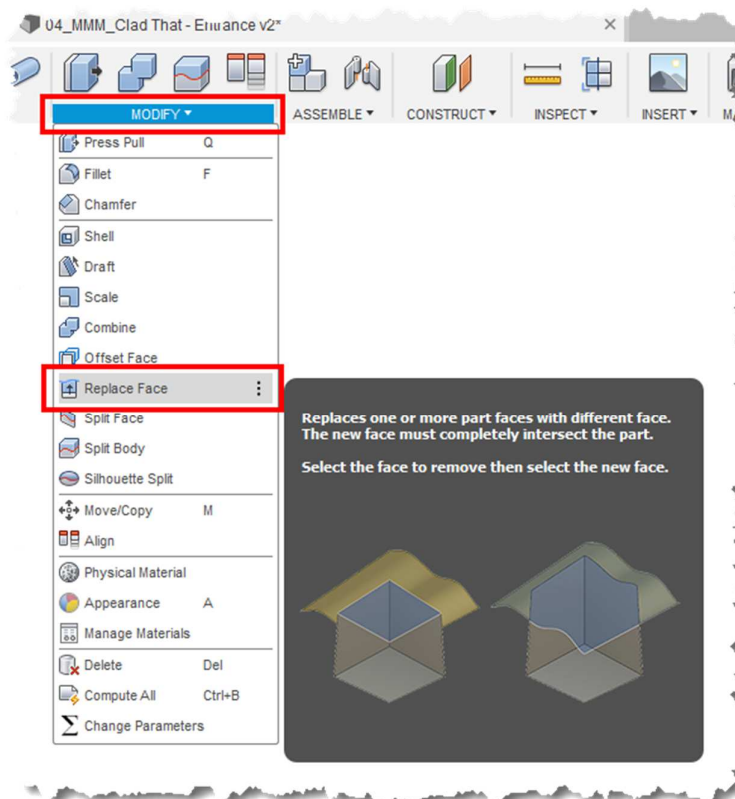 04_MMM_Clad That - Entrance v2*
MODIFY
ASSEMBLE
CONSTRUCT
INSPECT
INSERT
Press Pull Q
Fillet F
Chamfer
Shell
Draft
Scale
Combine
Offset Face
Replace Face
Split Face
Split Body
Silhouette Split
Move/Copy M
Align
Physical Material
Appearance A
Manage Materials
Delete Del
Compute All Ctrl+B
Change Parameters
Replaces one or more part faces with different face.
The new face must completely intersect the part.
Select the face to remove then select the new face.